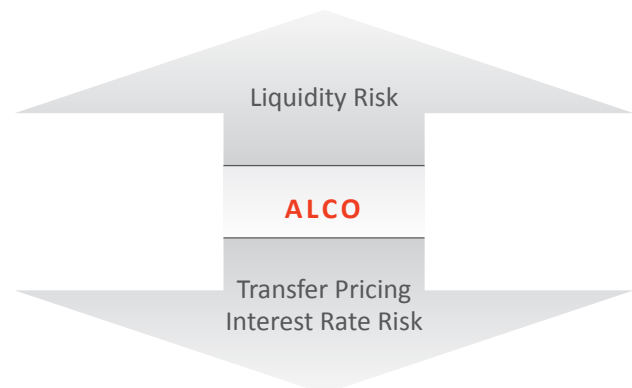 Liquidity Risk
ALCO
Transfer Pricing
Interest Rate Risk